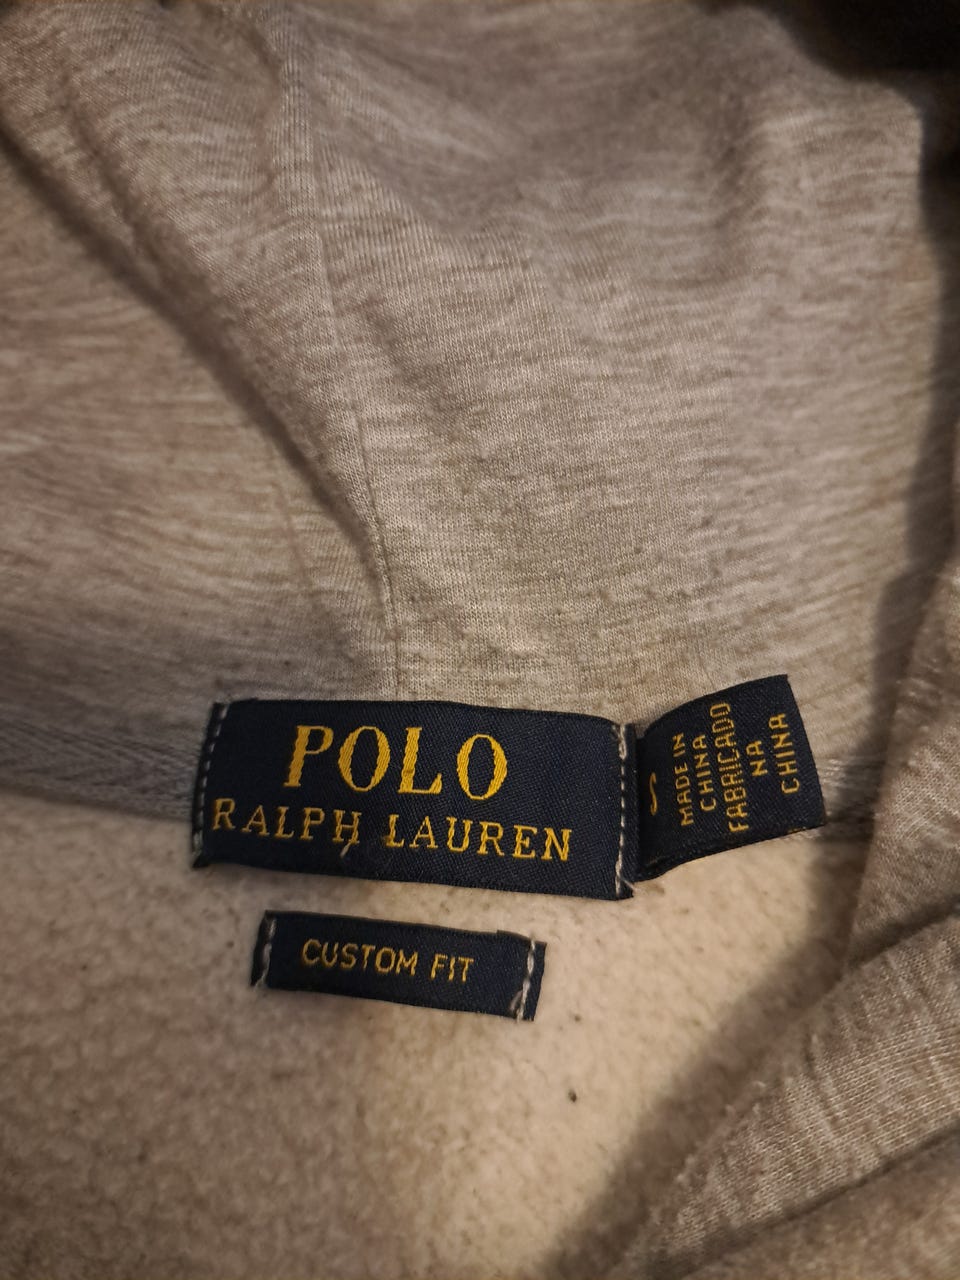 POLO
RALPH LAUREN
S
MADE IN
CHINA
FABRICADO
NA
CHINA
CUSTOM FIT